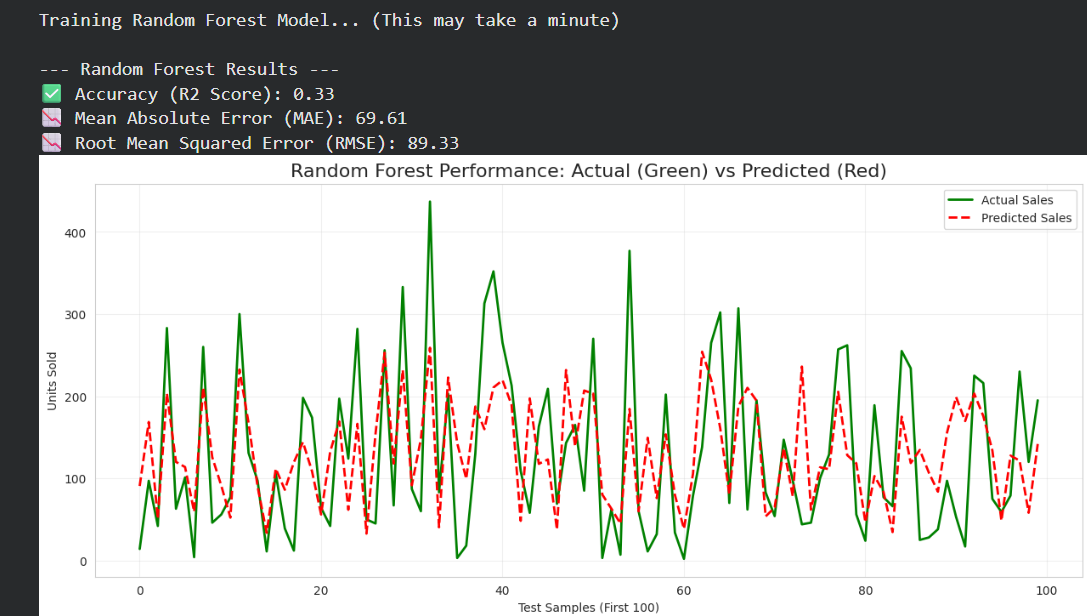 Training Random Forest Model... (This may take a minute)
--- Random Forest Results ---
✅ Accuracy (R2 Score): 0.33
📉 Mean Absolute Error (MAE): 69.61
📉 Root Mean Squared Error (RMSE): 89.33
Random Forest Performance: Actual (Green) vs Predicted (Red)
Actual Sales
Predicted Sales
Units Sold
400
300
200
100
0
0 20 40 60 80 100
Test Samples (First 100)